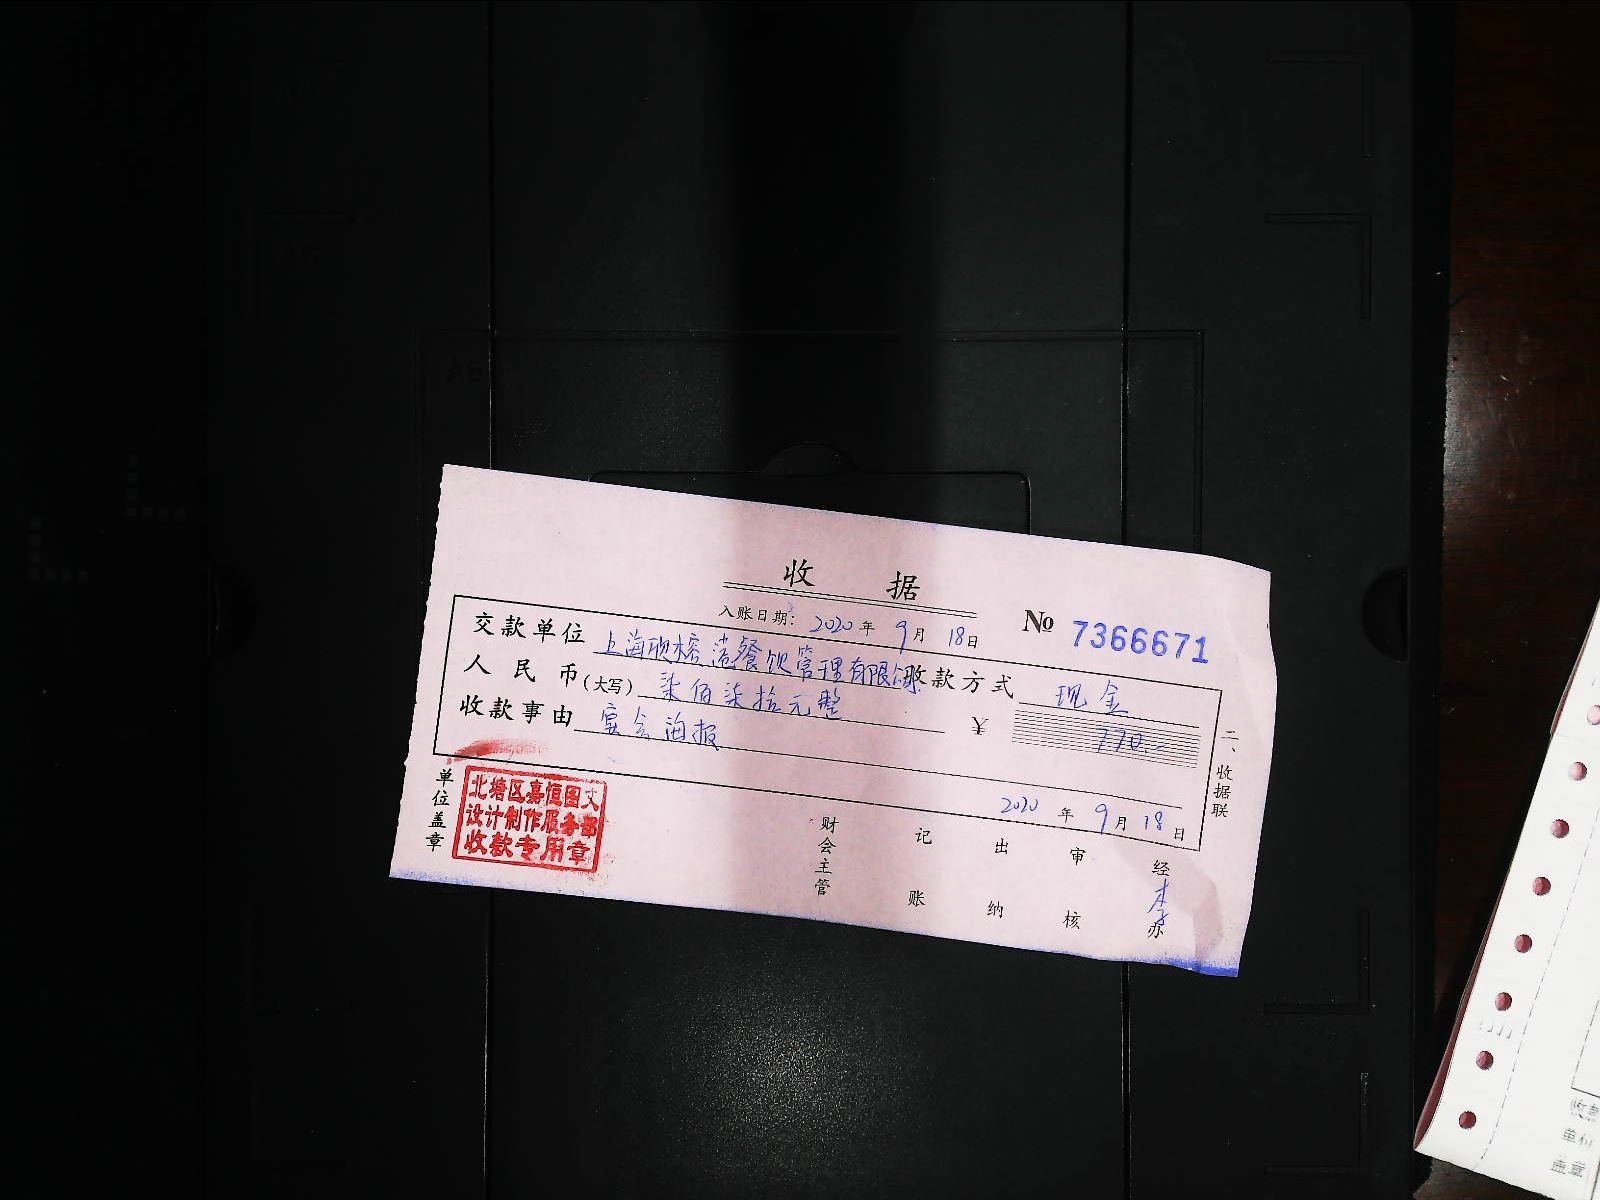 收 据
入账日期: 2020 年 9 月 18 日
№ 7366671
交款单位 上海 餐饮管理有限公司 收款方式 现金
人民币(大写) 柒佰柒拾元整 ¥ 770-
收款事由 宴会海报
2020 年 9 月 18 日
二、收据联
单位盖章
北塘区嘉恒图文
设计制作服务部
收款专用章
财会主管 记账 出纳 审核 经办 李